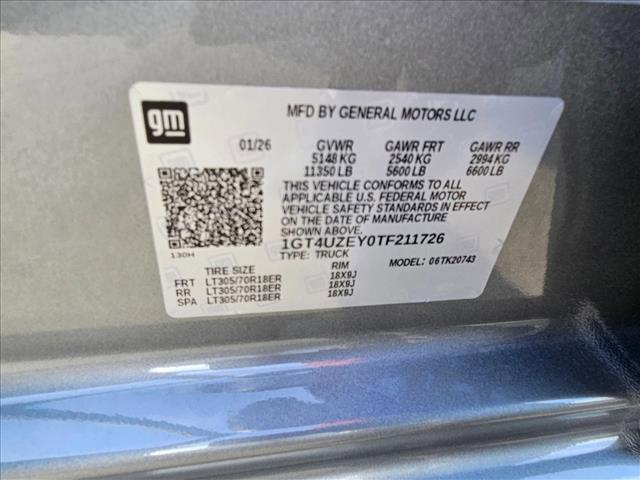 gm
MFD BY GENERAL MOTORS LLC
01/26 GVWR GAWR FRT GAWR RR
5148 KG 2540 KG 2994 KG
11350 LB 5600 LB 6600 LB
THIS VEHICLE CONFORMS TO ALL
APPLICABLE U.S. FEDERAL MOTOR
VEHICLE SAFETY STANDARDS IN EFFECT
ON THE DATE OF MANUFACTURE
SHOWN ABOVE.
1GT4UZEY0TF211726
130H TYPE: TRUCK MODEL: 06TK20743
TIRE SIZE RIM
FRT LT305/70R18ER 18X9J
RR LT305/70R18ER 18X9J
SPA LT305/70R18ER 18X9J